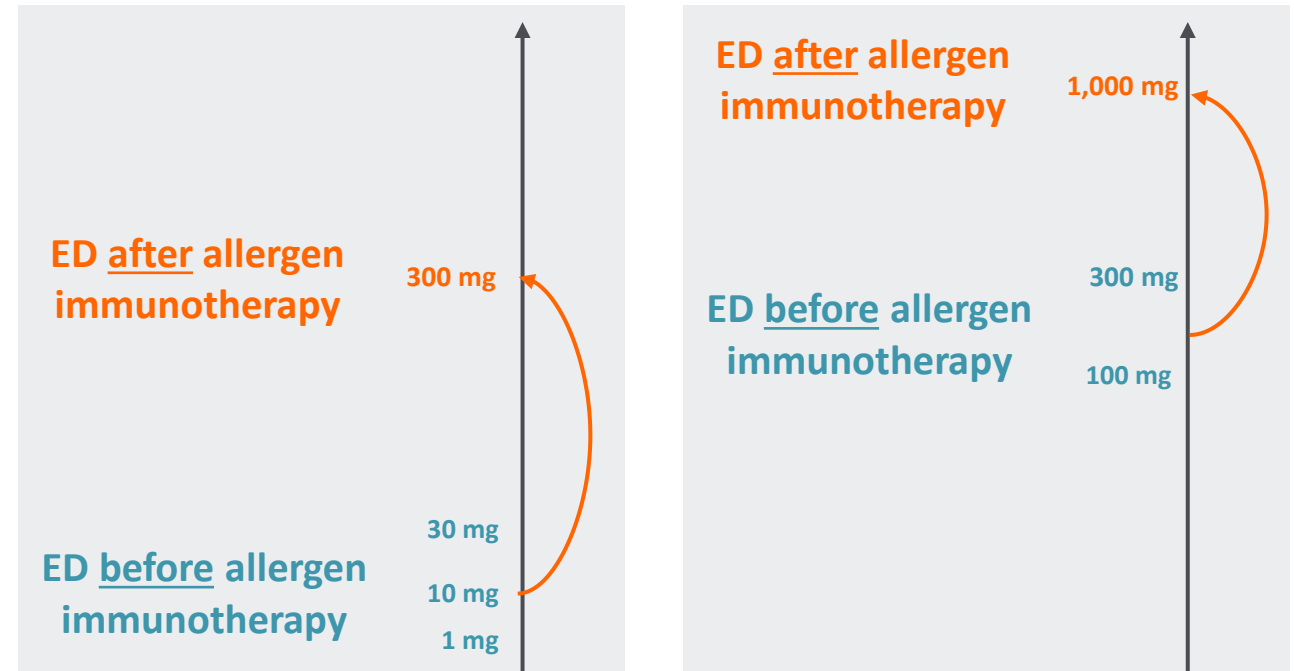 ED after allergen
immunotherapy
300 mg
30 mg
ED before allergen
immunotherapy
10 mg
1 mg
ED after allergen
immunotherapy
1,000 mg
300 mg
ED before allergen
immunotherapy
100 mg